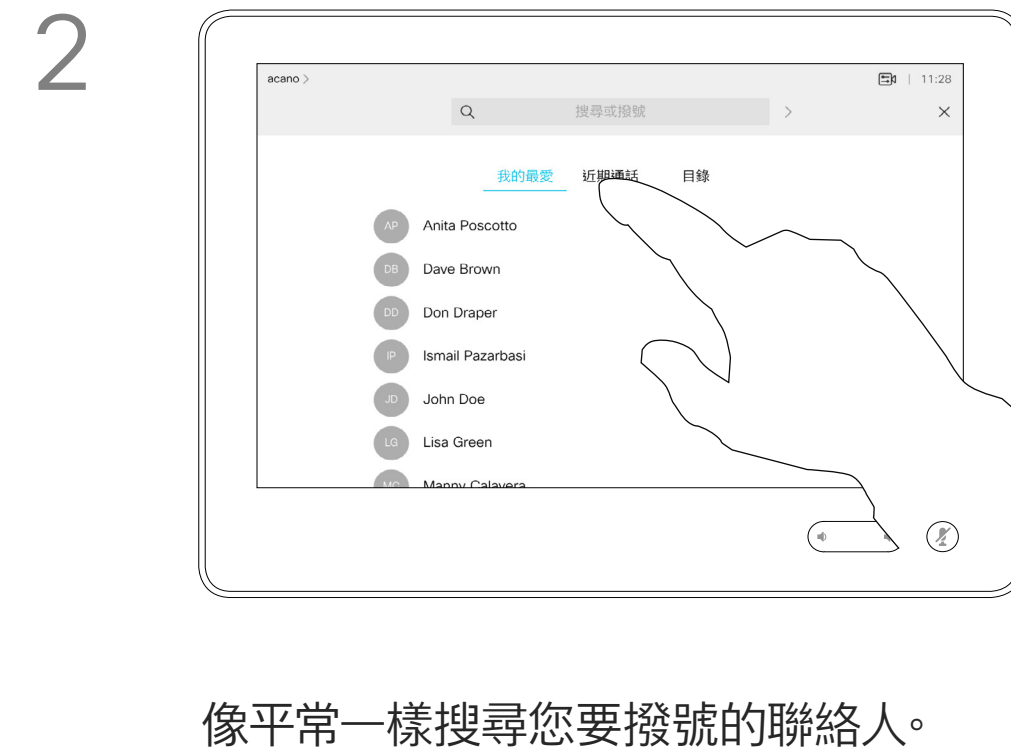 2
acano >
11:28
搜尋或撥號
我的最愛 近期通話 目錄
AP Anita Poscotto
DB Dave Brown
DD Don Draper
IP Ismail Pazarbasi
JD John Doe
LG Lisa Green
MC Manny Calavera
像平常一樣搜尋您要撥號的聯絡人。